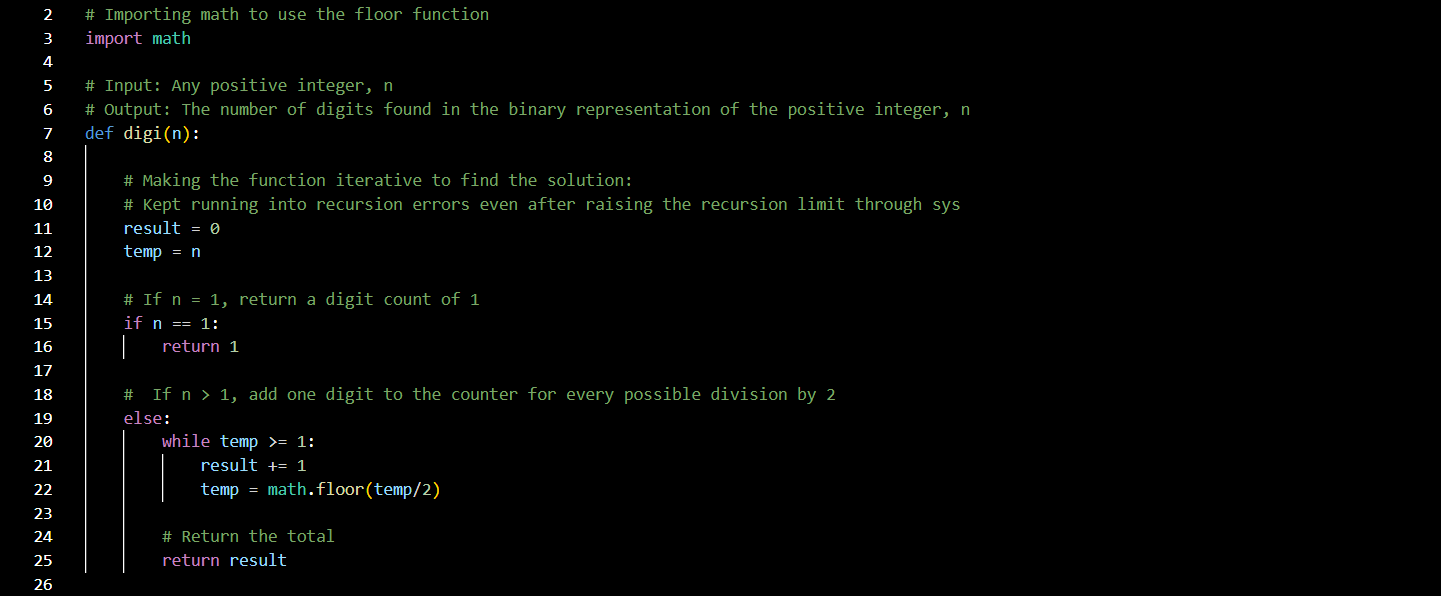 2 # Importing math to use the floor function
3 import math
4
5 # Input: Any positive integer, n
6 # Output: The number of digits found in the binary representation of the positive integer, n
7 def digi(n):
8
9 # Making the function iterative to find the solution:
10 # Kept running into recursion errors even after raising the recursion limit through sys
11 result = 0
12 temp = n
13
14 # If n = 1, return a digit count of 1
15 if n == 1:
16 return 1
17
18 #  If n > 1, add one digit to the counter for every possible division by 2
19 else:
20 while temp >= 1:
21 result += 1
22 temp = math.floor(temp/2)
23
24 # Return the total
25 return result
26